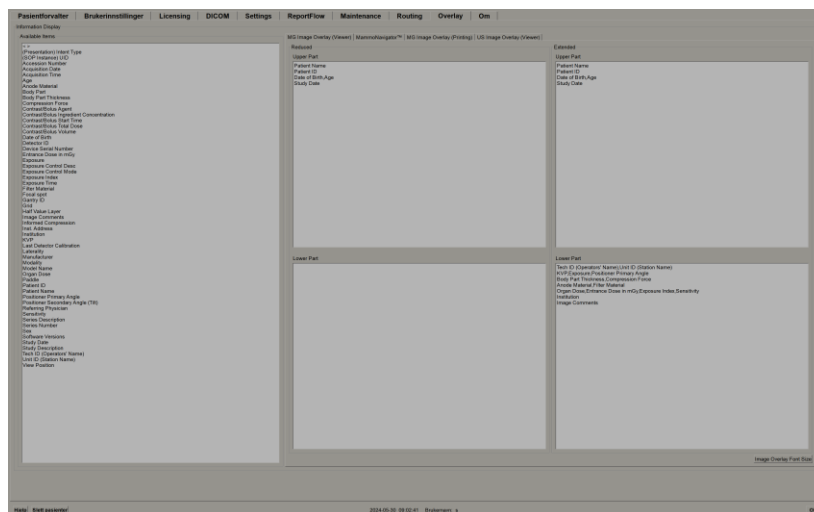 Pasientforvalter | Brukerinnstillinger | Licensing | DICOM | Settings | ReportFlow | Maintenance | Routing | Overlay | Om
Information Display
Available Items
< >
(Presentation) Intent Type
(SOP Instance) UID
Accession Number
Acquisition Date
Acquisition Time
Age
Anode Material
Body Part
Body Part Thickness
Compression Force
Contrast/Bolus Agent
Contrast/Bolus Ingredient Concentration
Contrast/Bolus Start Time
Contrast/Bolus Total Dose
Contrast/Bolus Volume
Date of Birth
Detector ID
Device Serial Number
Entrance Dose in mGy
Exposure
Exposure Control Desc
Exposure Control Mode
Exposure Index
Exposure Time
Filter Material
Focal spot
Gantry ID
Grid
Half Value Layer
Image Comments
Informed Compression
Inst. Address
Institution
KVP
Last Detector Calibration
Laterality
Manufacturer
Modality
Model Name
Organ Dose
Paddle
Patient ID
Patient Name
Positioner Primary Angle
Positioner Secondary Angle (Tilt)
Referring Physician
Sensitivity
Series Description
Series Number
Sex
Software Versions
Study Date
Study Description
Tech ID (Operators' Name)
Unit ID (Station Name)
View Position
MG Image Overlay (Viewer) | MammoNavigator™ | MG Image Overlay (Printing) | US Image Overlay (Viewer)
Reduced
Upper Part
Patient Name
Patient ID
Date of Birth,Age
Study Date
Lower Part
Extended
Upper Part
Patient Name
Patient ID
Date of Birth,Age
Study Date
Lower Part
Tech ID (Operators' Name),Unit ID (Station Name)
KVP,Exposure,Positioner Primary Angle
Body Part Thickness,Compression Force
Anode Material,Filter Material
Organ Dose,Entrance Dose in mGy,Exposure Index,Sensitivity
Institution
Image Comments
Image Overlay Font Size